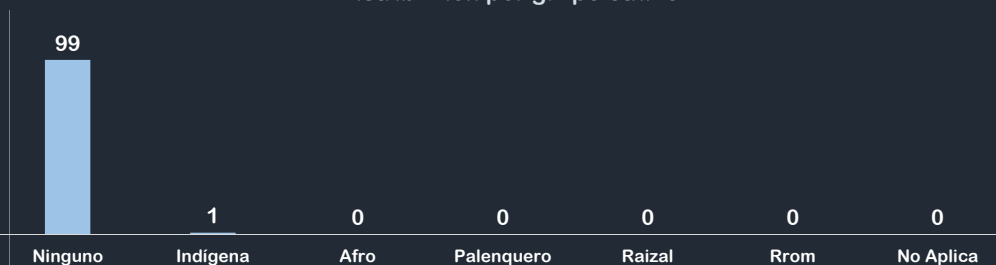 99
1
0
0
0
0
0
Ninguno
Indígena
Afro
Palenquero
Raizal
Rrom
No Aplica